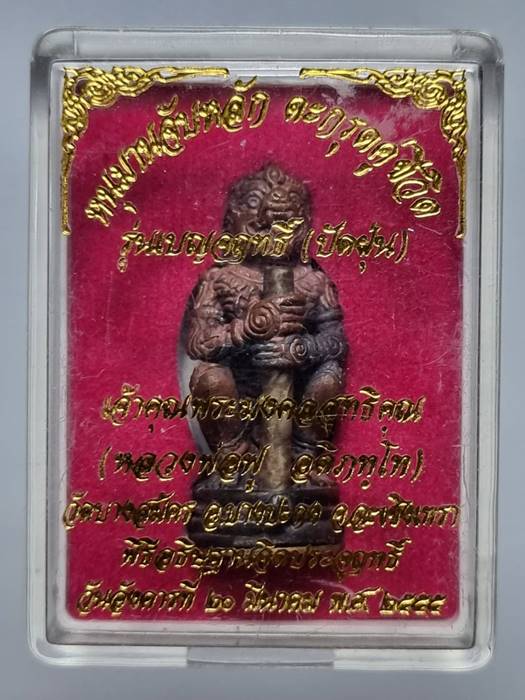 หนุมานจับหลัก ตะกรุดคู่ชีวิต
รุ่นเบญจฤทธิ์ (ปัดฝุ่น)
เจ้าคุณพระมงคลสุทธิคุณ
(หลวงพ่อฟู อติภทฺโท)
วัดบางสมัคร อ.บางปะกง จ.ฉะเชิงเทรา
พิธีอธิษฐานจิตประจุฤทธิ์
วันอังคารที่ ๒๐ มีนาคม พ.ศ. ๒๕๕๕